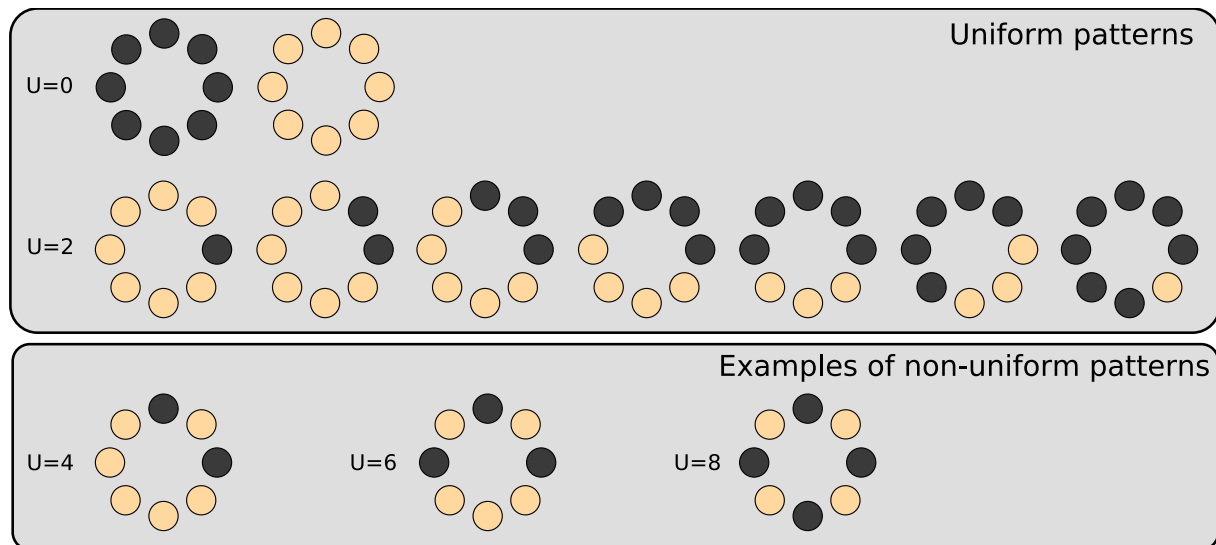 Uniform patterns
U=0
U=2
Examples of non-uniform patterns
U=4
U=6
U=8